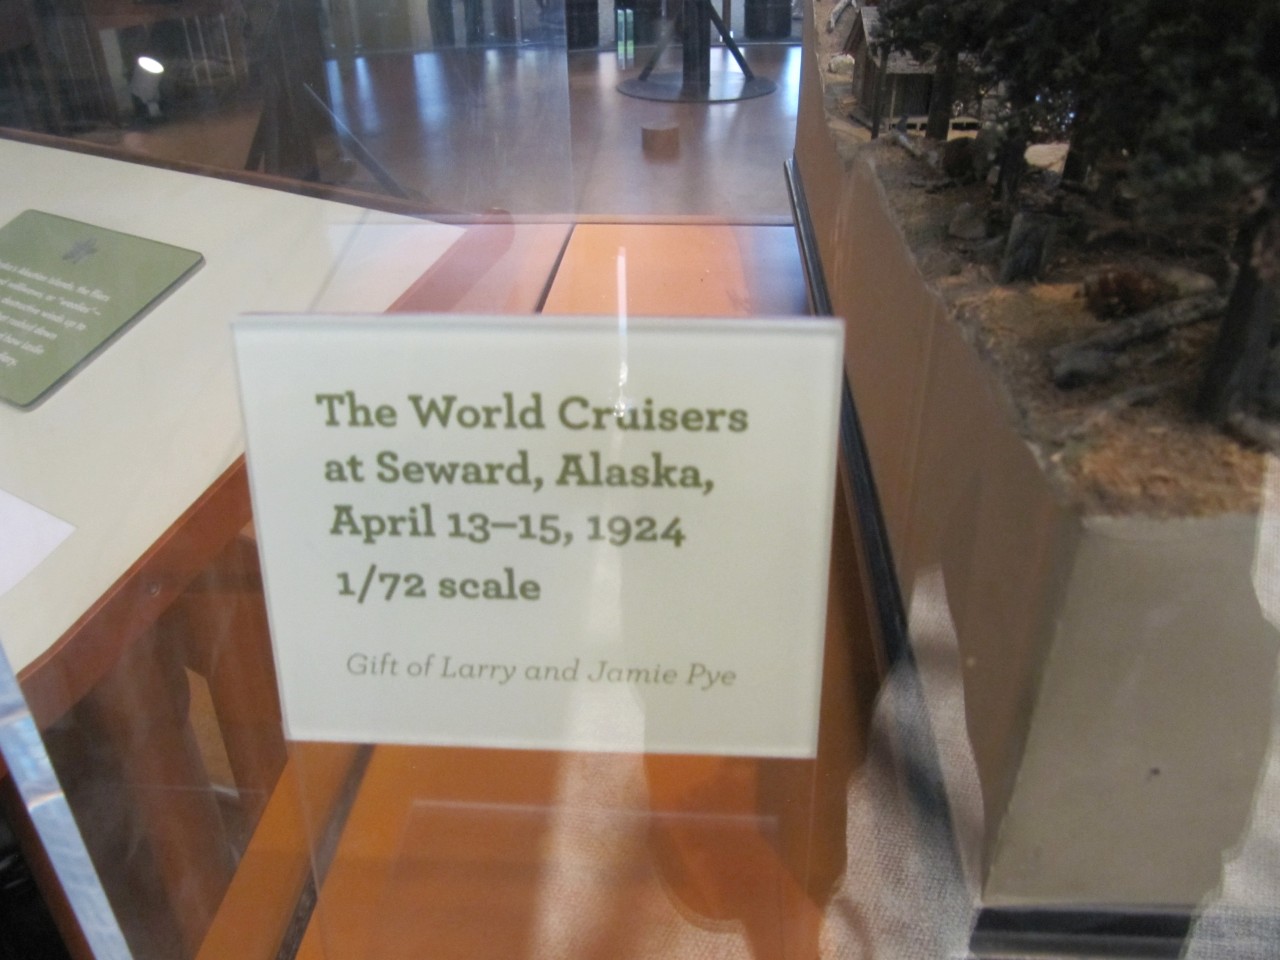 The World Cruisers
at Seward, Alaska,
April 13–15, 1924
1/72 scale
Gift of Larry and Jamie Pye